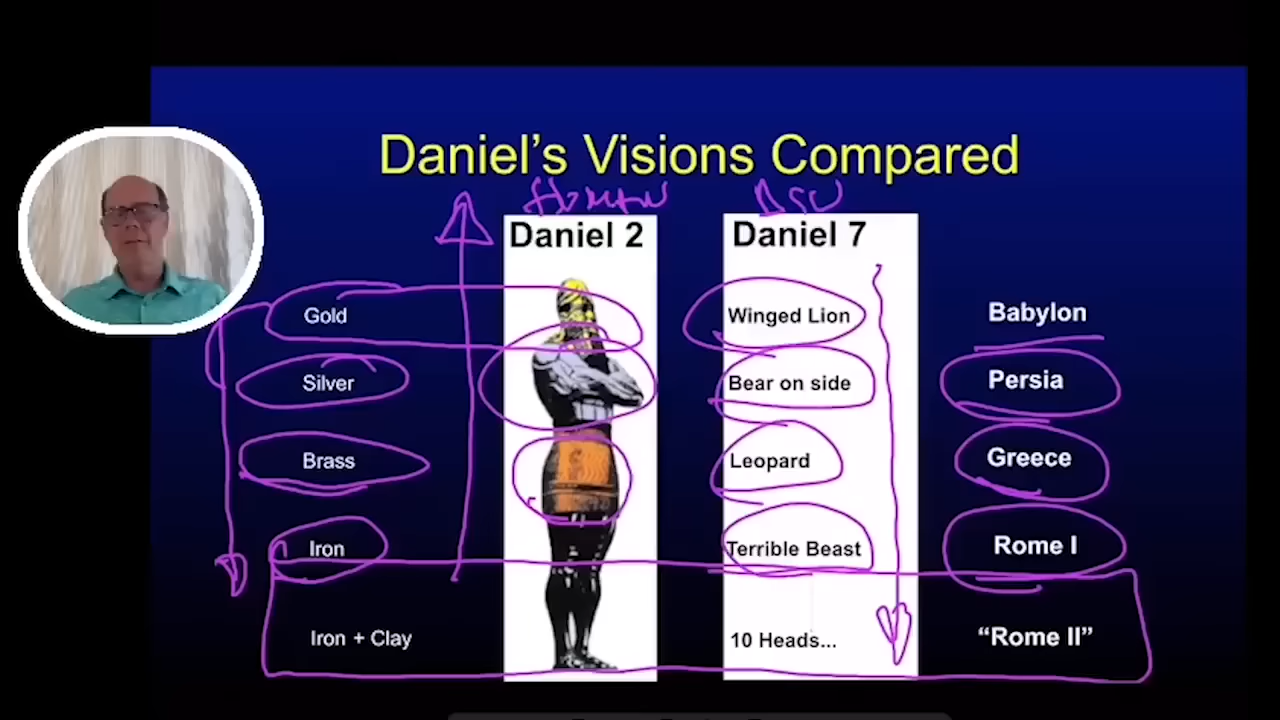 Daniel's Visions Compared
HUMAN
Daniel 2
Daniel 7
Gold
Winged Lion
Babylon
Silver
Bear on side
Persia
Brass
Leopard
Greece
Iron
Terrible Beast
Rome I
Iron + Clay
10 Heads...
“Rome II”